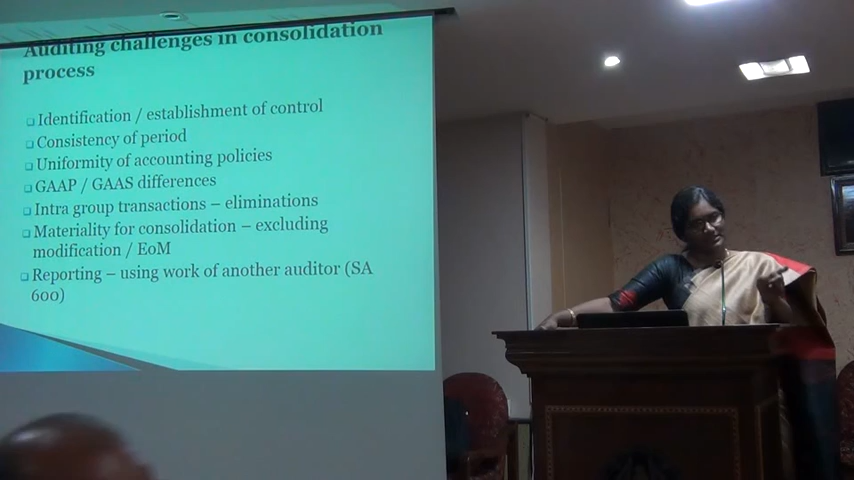 Auditing challenges in consolidation
process
Identification / establishment of control
Consistency of period
Uniformity of accounting policies
GAAP / GAAS differences
Intra group transactions – eliminations
Materiality for consolidation – excluding
modification / EoM
Reporting – using work of another auditor (SA
600)